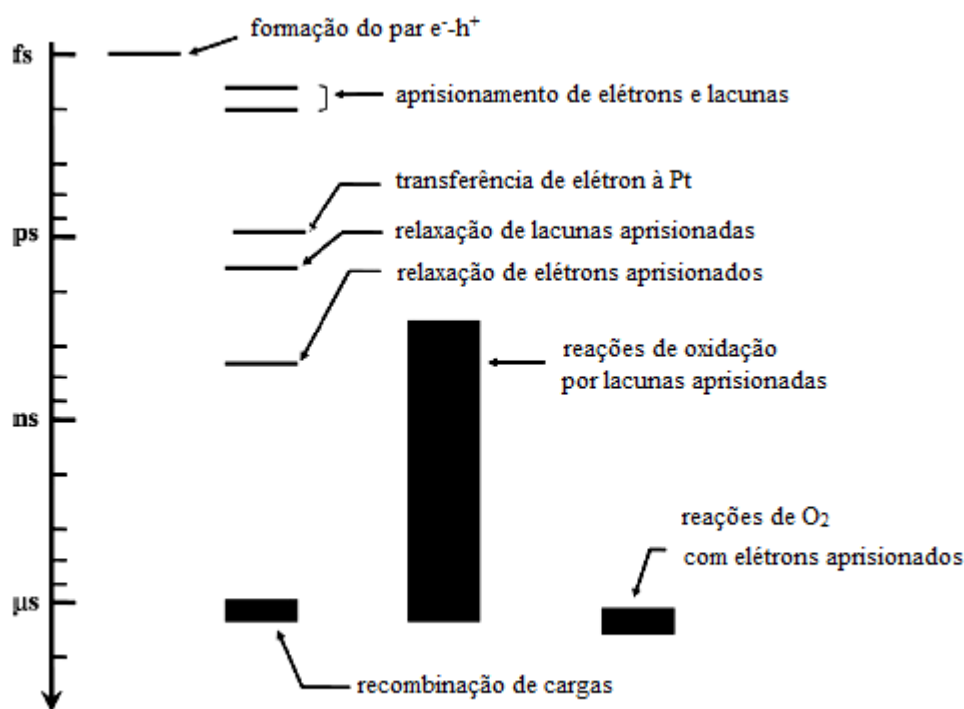 formação do par e⁻-h⁺
fs
aprisionamento de elétrons e lacunas
transferência de elétron à Pt
ps
relaxação de lacunas aprisionadas
relaxação de elétrons aprisionados
reações de oxidação
por lacunas aprisionadas
ns
reações de O₂
com elétrons aprisionados
μs
recombinação de cargas